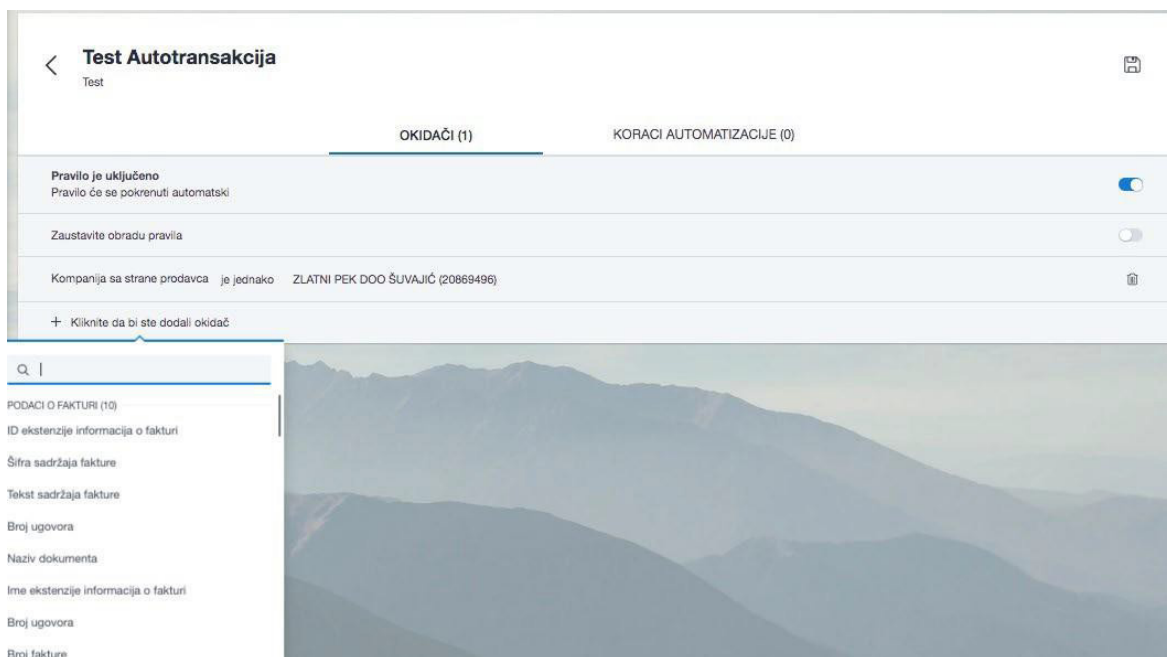 Test Autotransakcija
Test
OKIDAČI (1) KORACI AUTOMATIZACIJE (0)
Pravilo je uključeno
Pravilo će se pokrenuti automatski
Zaustavite obradu pravila
Kompanija sa strane prodavca je jednako ZLATNI PEK DOO ŠUVAJIĆ (20869496)
+ Kliknite da bi ste dodali okidač
PODACI O FAKTURI (10)
ID ekstenzije informacija o fakturi
Šifra sadržaja fakture
Tekst sadržaja fakture
Broj ugovora
Naziv dokumenta
Ime ekstenzije informacija o fakturi
Broj ugovora
Broj fakture